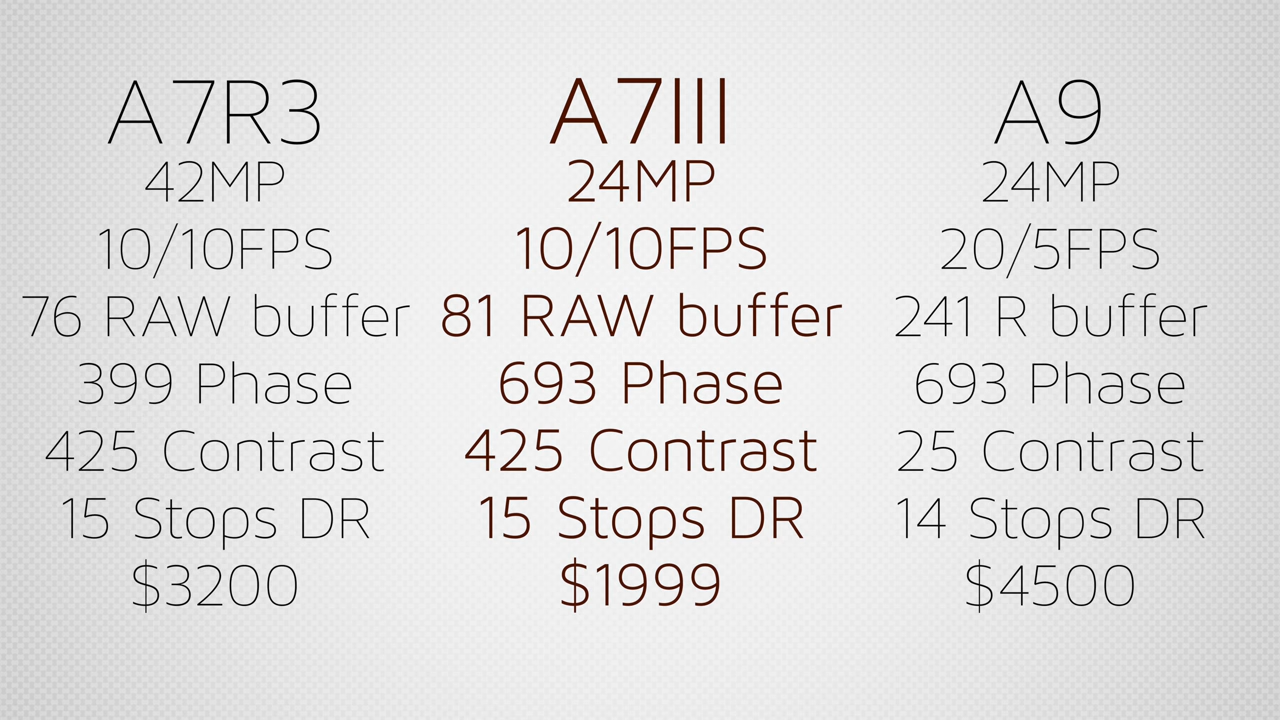 A7R3 A7III A9
42MP 24MP 24MP
10/10FPS 10/10FPS 20/5FPS
76 RAW buffer 81 RAW buffer 241 R buffer
399 Phase 693 Phase 693 Phase
425 Contrast 425 Contrast 25 Contrast
15 Stops DR 15 Stops DR 14 Stops DR
$3200 $1999 $4500